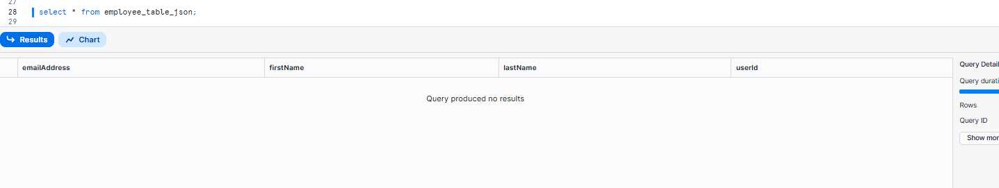 27
28 select * from employee_table_json;
29
Results Chart
emailAddress firstName lastName userId
Query produced no results
Query Detail
Query durati
Rows
Query ID
Show mor